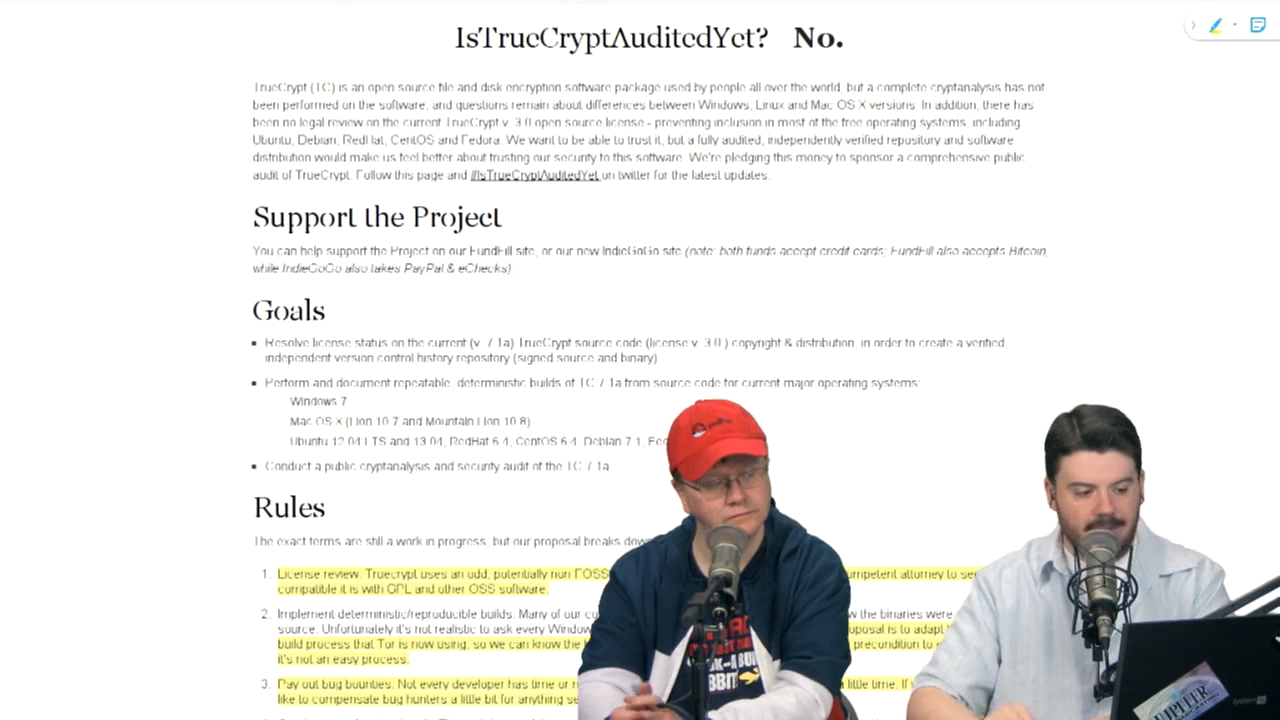 IsTrueCryptAuditedYet? No.
TrueCrypt (TC) is an open source file and disk encryption software package used by people all over the world, but a complete cryptanalysis has not
been performed on the software, and questions remain about differences between Windows, Linux and Mac OS X versions. In addition, there has
been no legal review on the current TrueCrypt v. 3.0 open source license - preventing inclusion in most of the free operating systems, including
Ubuntu, Debian, RedHat, CentOS and Fedora. We want to be able to trust it, but a fully audited, independently verified repository and software
distribution would make us feel better about trusting our security to this software. We're pledging this money to sponsor a comprehensive public
audit of TrueCrypt. Follow this page and #IsTrueCryptAuditedYet on twitter for the latest updates.
Support the Project
You can help support the Project on our FundFill site, or our new IndieGoGo site (note: both funds accept credit cards; FundFill also accepts Bitcoin,
while IndieGoGo also takes PayPal & eChecks).
Goals
Resolve license status on the current (v. 7.1a) TrueCrypt source code (license v. 3.0.) copyright & distribution, in order to create a verified,
independent version control history repository (signed source and binary)
Perform and document repeatable, deterministic builds of TC 7.1a from source code for current major operating systems:
Windows 7
Mac OS X (Lion 10.7 and Mountain Lion 10.8)
Ubuntu 12.04 LTS and 13.04, RedHat 6.4, CentOS 6.4, Debian 7.1, Fed
Conduct a public cryptanalysis and security audit of the TC 7.1a
Rules
The exact terms are still a work in progress, but our proposal breaks dow
1. License review. Truecrypt uses an odd, potentially non FOSS mpetent attorney to se
compatible it is with GPL and other OSS software.
2. Implement deterministic/reproducible builds. Many of our co w the binaries were
source. Unfortunately it's not realistic to ask every Window oposal is to adapt
build process that Tor is now using, so we can know the precondition to
it's not an easy process.
3. Pay out bug bounties. Not every developer has time or a little time. If
like to compensate bug hunters a little bit for anything se
JUPITER
system76